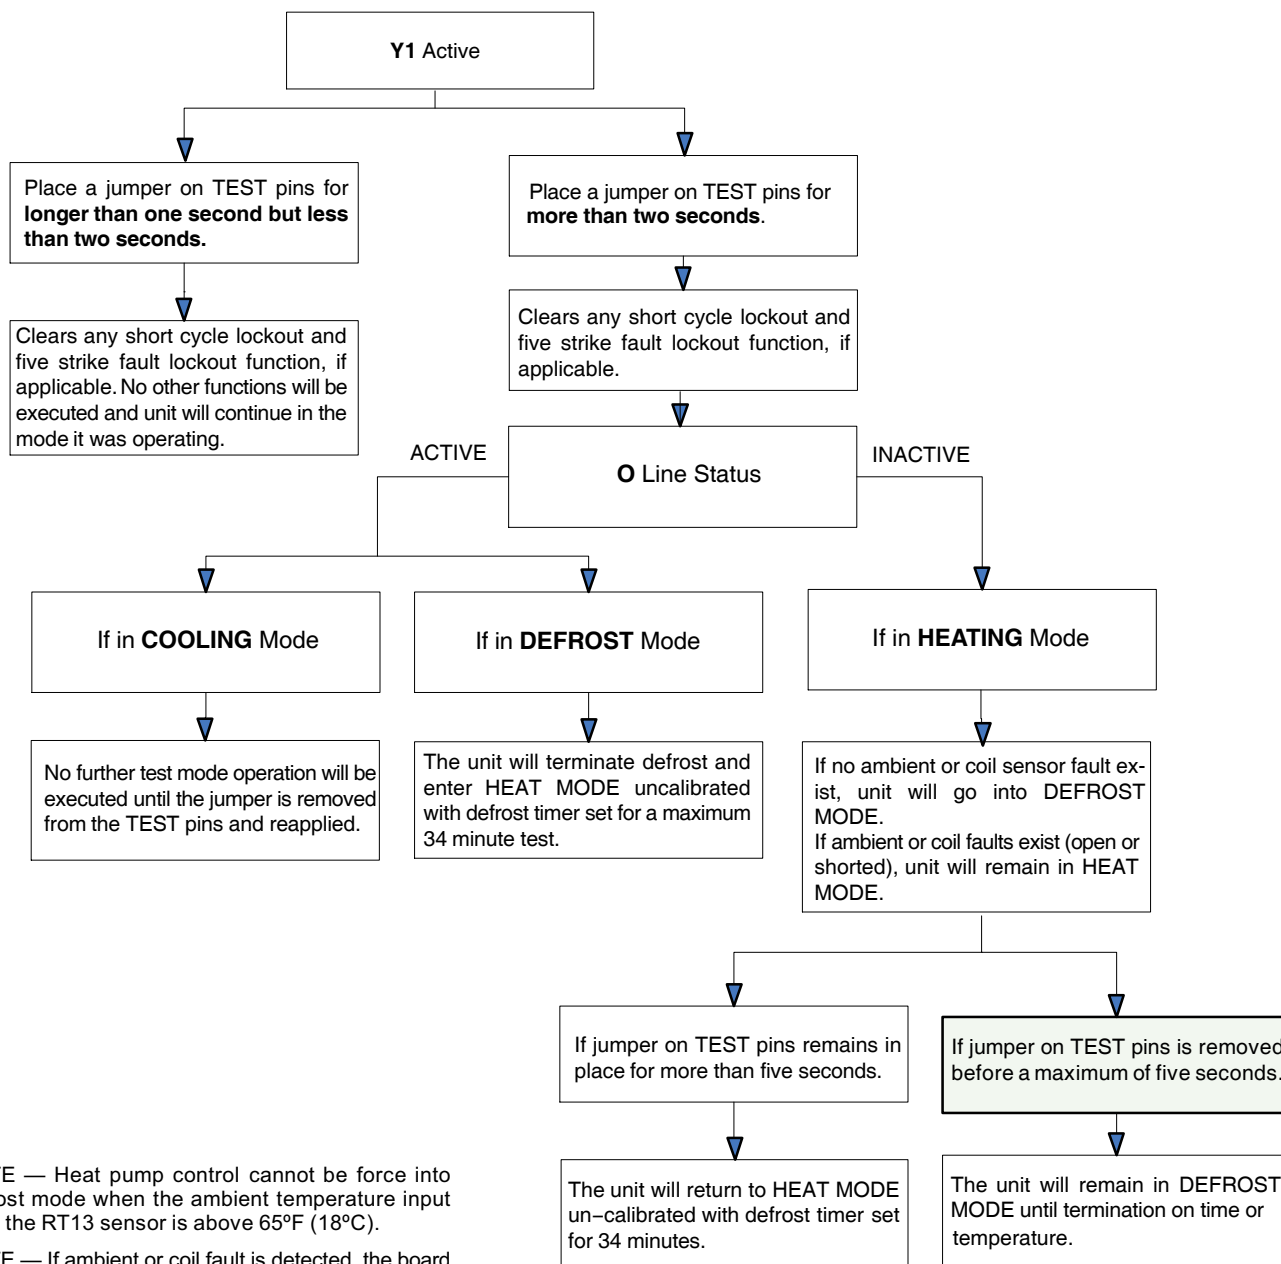 Y1 Active
Place a jumper on TEST pins for
longer than one second but less
than two seconds.
Place a jumper on TEST pins for
more than two seconds.
Clears any short cycle lockout and
five strike fault lockout function, if
applicable. No other functions will be
executed and unit will continue in the
mode it was operating.
Clears any short cycle lockout and
five strike fault lockout function, if
applicable.
ACTIVE
O Line Status
INACTIVE
If in COOLING Mode
If in DEFROST Mode
If in HEATING Mode
No further test mode operation will be
executed until the jumper is removed
from the TEST pins and reapplied.
The unit will terminate defrost and
enter HEAT MODE uncalibrated
with defrost timer set for a maximum
34 minute test.
If no ambient or coil sensor fault ex-
ist, unit will go into DEFROST
MODE.
If ambient or coil faults exist (open or
shorted), unit will remain in HEAT
MODE.
If jumper on TEST pins remains in
place for more than five seconds.
If jumper on TEST pins is removed
before a maximum of five seconds.
The unit will return to HEAT MODE
un-calibrated with defrost timer set
for 34 minutes.
The unit will remain in DEFROST
MODE until termination on time or
temperature.
— Heat pump control cannot be force into
mode when the ambient temperature input
the RT13 sensor is above 65ºF (18ºC).
— If ambient or coil fault is detected, the board